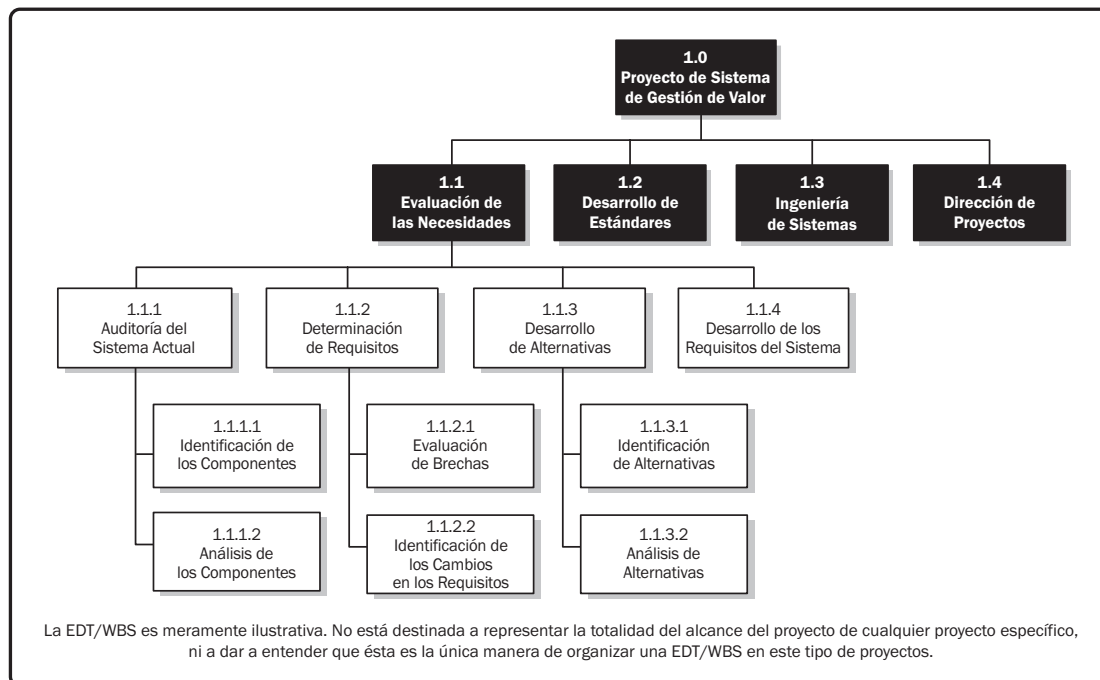 1.0
Proyecto de Sistema
de Gestión de Valor
1.1
Evaluación de
las Necesidades
1.2
Desarrollo de
Estándares
1.3
Ingeniería
de Sistemas
1.4
Dirección de
Proyectos
1.1.1
Auditoría del
Sistema Actual
1.1.2
Determinación
de Requisitos
1.1.3
Desarrollo
de Alternativas
1.1.4
Desarrollo de los
Requisitos del Sistema
1.1.1.1
Identificación de
los Componentes
1.1.2.1
Evaluación
de Brechas
1.1.3.1
Identificación
de Alternativas
1.1.1.2
Análisis de
los Componentes
1.1.2.2
Identificación de
los Cambios
en los Requisitos
1.1.3.2
Análisis de
Alternativas
La EDT/WBS es meramente ilustrativa. No está destinada a representar la totalidad del alcance del proyecto de cualquier proyecto específico,
ni a dar a entender que ésta es la única manera de organizar una EDT/WBS en este tipo de proyectos.